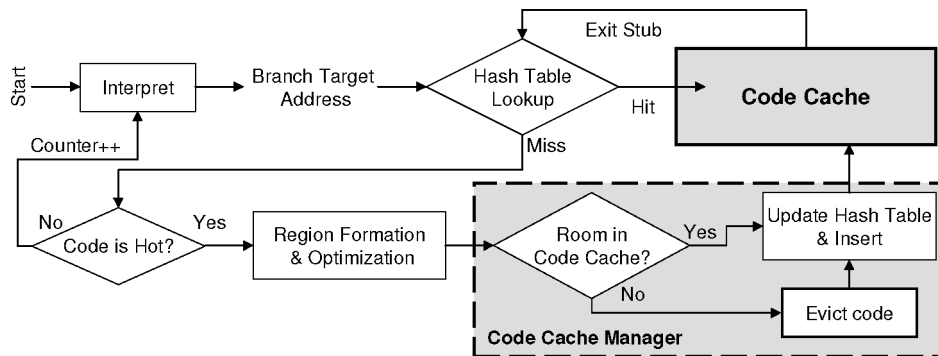 Exit Stub
Start
Interpret
Branch Target
Address
Hash Table
Lookup
Hit
Code Cache
Counter++
Miss
No
Code is Hot?
Yes
Region Formation
& Optimization
Room in
Code Cache?
Yes
Update Hash Table
& Insert
No
Evict code
Code Cache Manager